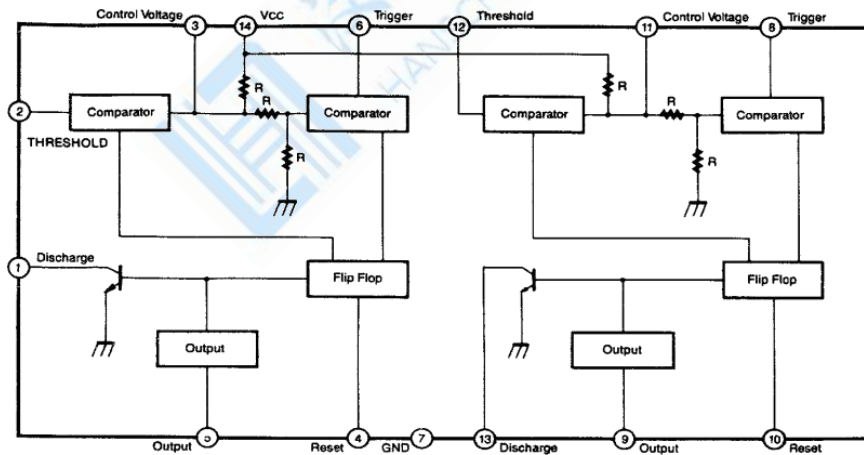 Control Voltage VCC Trigger Threshold Control Voltage Trigger
3 14 6 12 11 8
R R
R R
2 Comparator Comparator Comparator Comparator
THRESHOLD
R R
1 Discharge
Flip Flop Flip Flop
Output Output
Output 5 Reset 4 GND 7 13 Discharge 9 Output 10 Reset